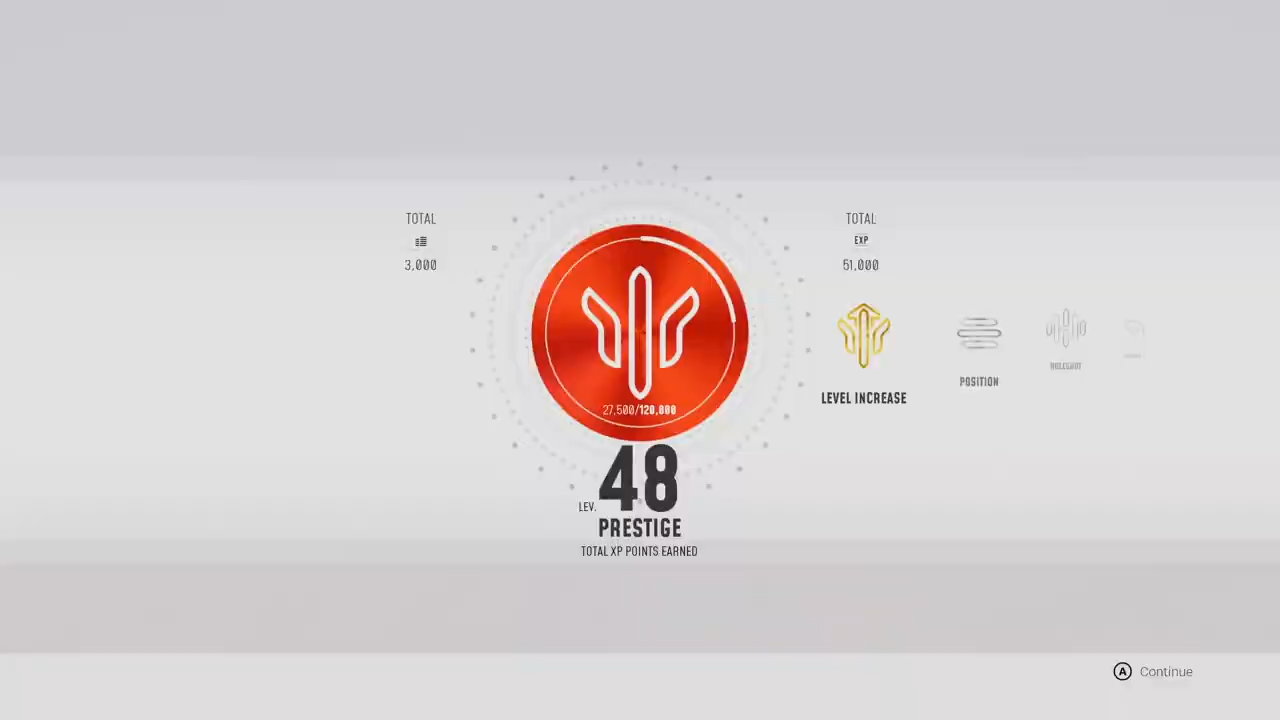 TOTAL
3,000
TOTAL
EXP
51,000
LEVEL INCREASE
POSITION
HOLESHOT
27,500/120,000
LEV. 48
PRESTIGE
TOTAL XP POINTS EARNED
A Continue